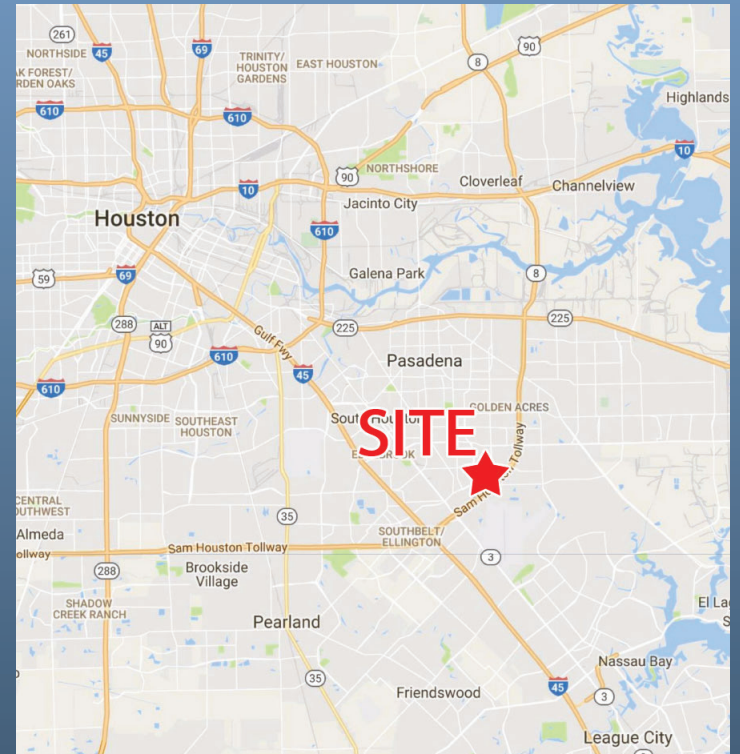 261
NORTHSIDE
45
69
TRINITY/
HOUSTON
GARDENS
EAST HOUSTON
8
90
AK FOREST/
RDEN OAKS
610
610
Highlands
10
90
NORTHSHORE
Cloverleaf
Channelview
10
Jacinto City
Houston
610
59
69
Galena Park
8
288
ALT
90
Gulf Fwy
225
225
610
45
Pasadena
610
SUNNYSIDE
SOUTHEAST
HOUSTON
GOLDEN ACRES
SITE
Sam Houston Tollway
CENTRAL
OUTHWEST
35
Almeda
ollway
Sam Houston Tollway
SOUTHBELT/
ELLINGTON
3
288
Brookside
Village
SHADOW
CREEK RANCH
Pearland
El La
S
35
Nassau Bay
Friendswood
45
3
League City